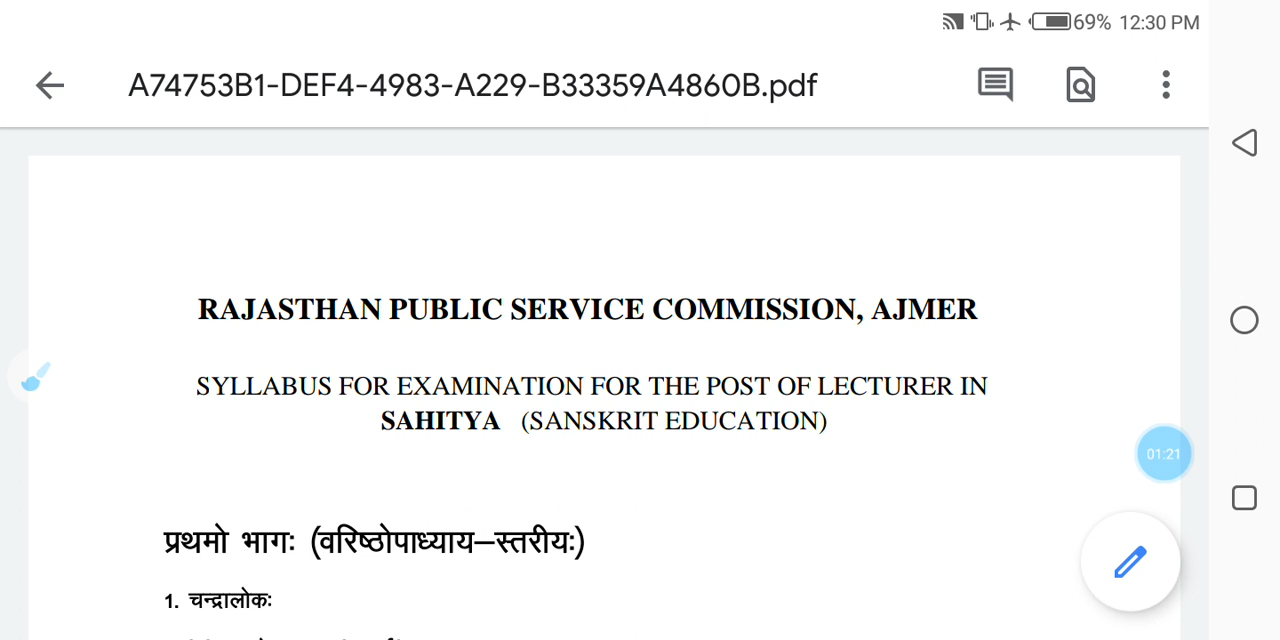 69% 12:30 PM
A74753B1-DEF4-4983-A229-B33359A4860B.pdf
RAJASTHAN PUBLIC SERVICE COMMISSION, AJMER
SYLLABUS FOR EXAMINATION FOR THE POST OF LECTURER IN
SAHITYA (SANSKRIT EDUCATION)
01:21
प्रथमो भागः (वरिष्ठोपाध्याय–स्तरीयः)
1. चन्द्रालोकः